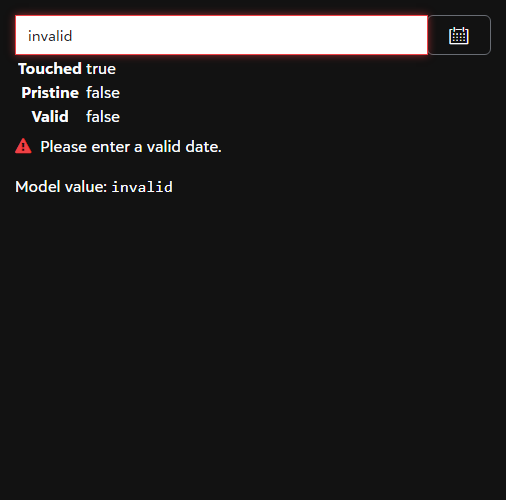 invalid
Touched true
Pristine false
Valid false
Please enter a valid date.
Model value: invalid